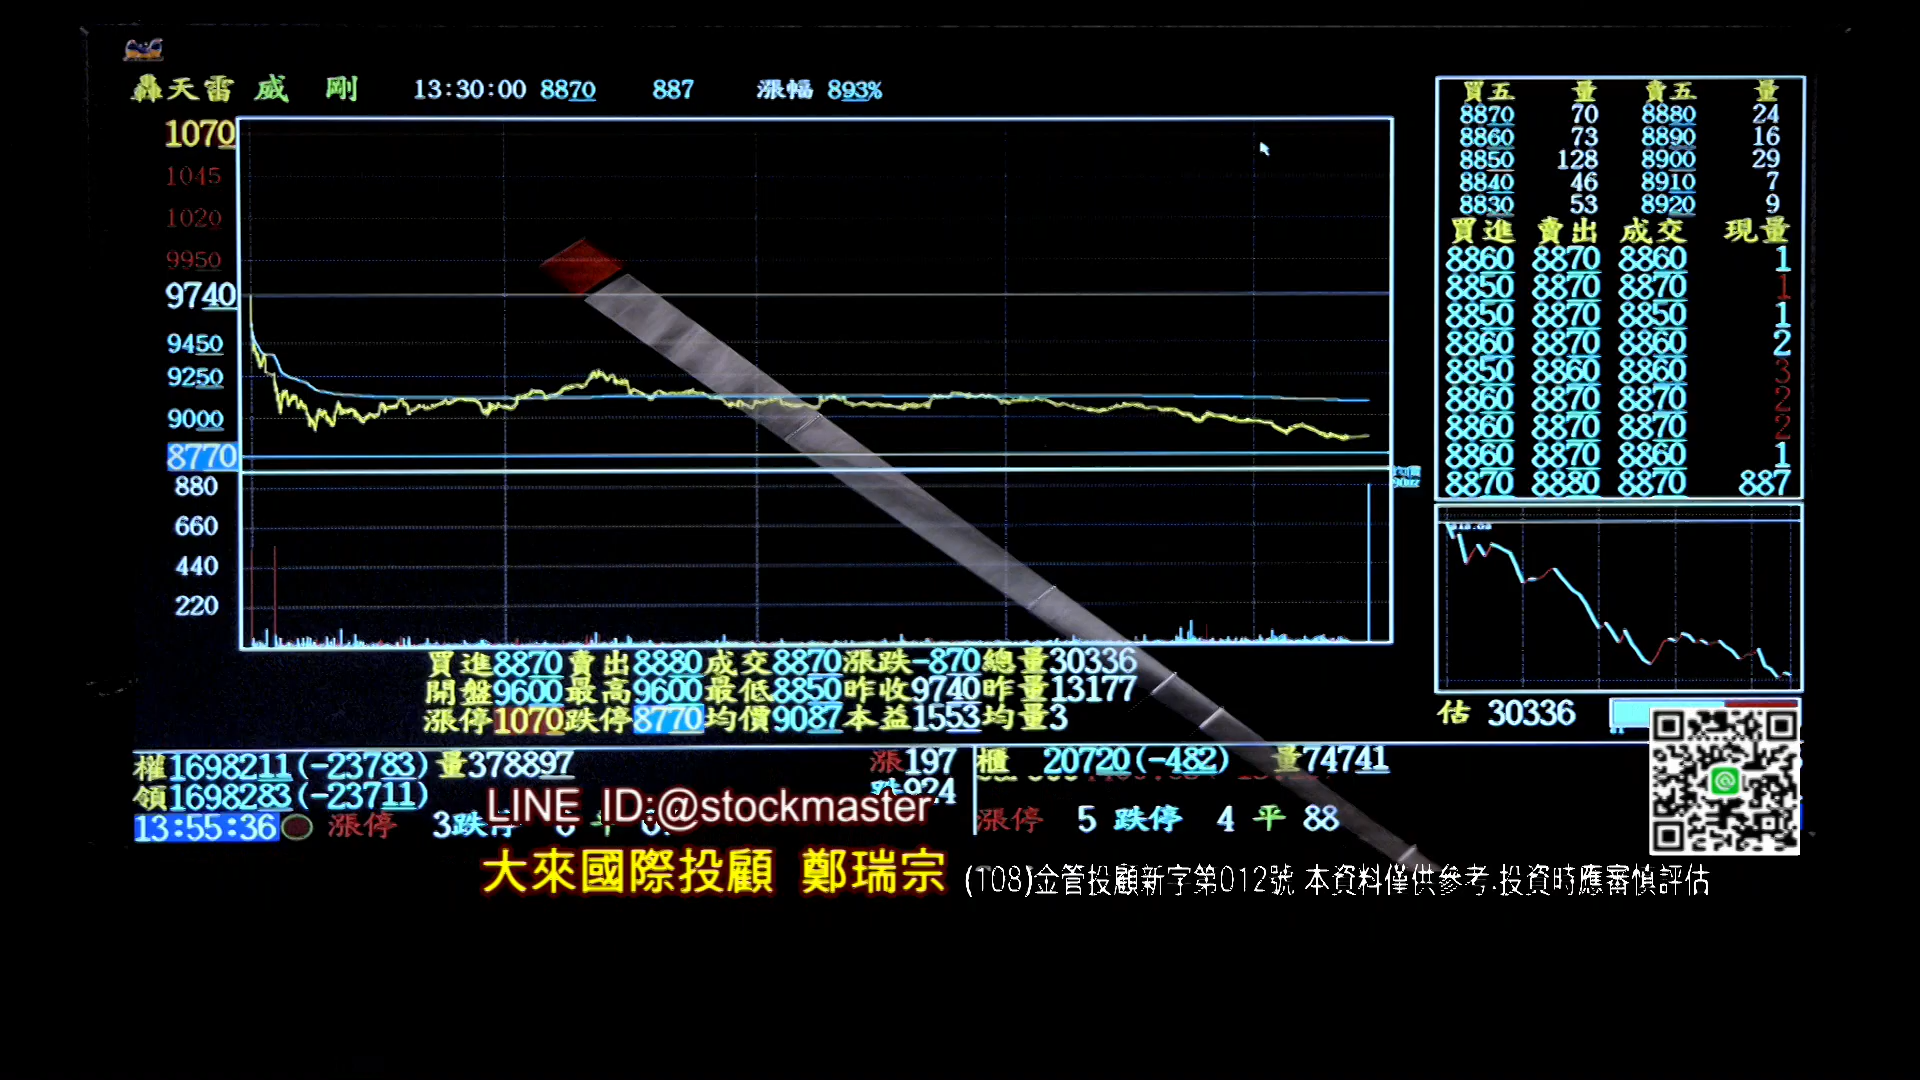 轟天雷 威 剛 13:30:00 8870 887 漲幅 893%
1070
1045
1020
9950
9740
9450
9250
9000
8770
880
660
440
220
買五 量 賣五 量
8870 70 8880 24
8860 73 8890 16
8850 128 8900 29
8840 46 8910 7
8830 53 8920 9
買進 賣出 成交 現量
8860 8870 8860 1
8850 8870 8870 1
8850 8870 8850 1
8860 8870 8860 2
8850 8860 8860 3
8860 8870 8870 2
8860 8870 8870 2
8860 8870 8860 1
8870 8880 8870 887
估 30336
買進8870賣出8880成交8870漲跌-870總量30336
開盤9600最高9600最低8850昨收9740昨量13177
漲停1070跌停8770均價9087本益1553均量3
權1698211(-23783)量378897 漲197 櫃 20720(-482) 量74741
領1698283(-23711) 跌924
13:55:36 漲停 3跌停 漲停 5 跌停 4 平 88
LINE ID:@stockmaster
大來國際投顧 鄭瑞宗 (108)金管投顧新字第012號 本資料僅供參考.投資時應審慎評估